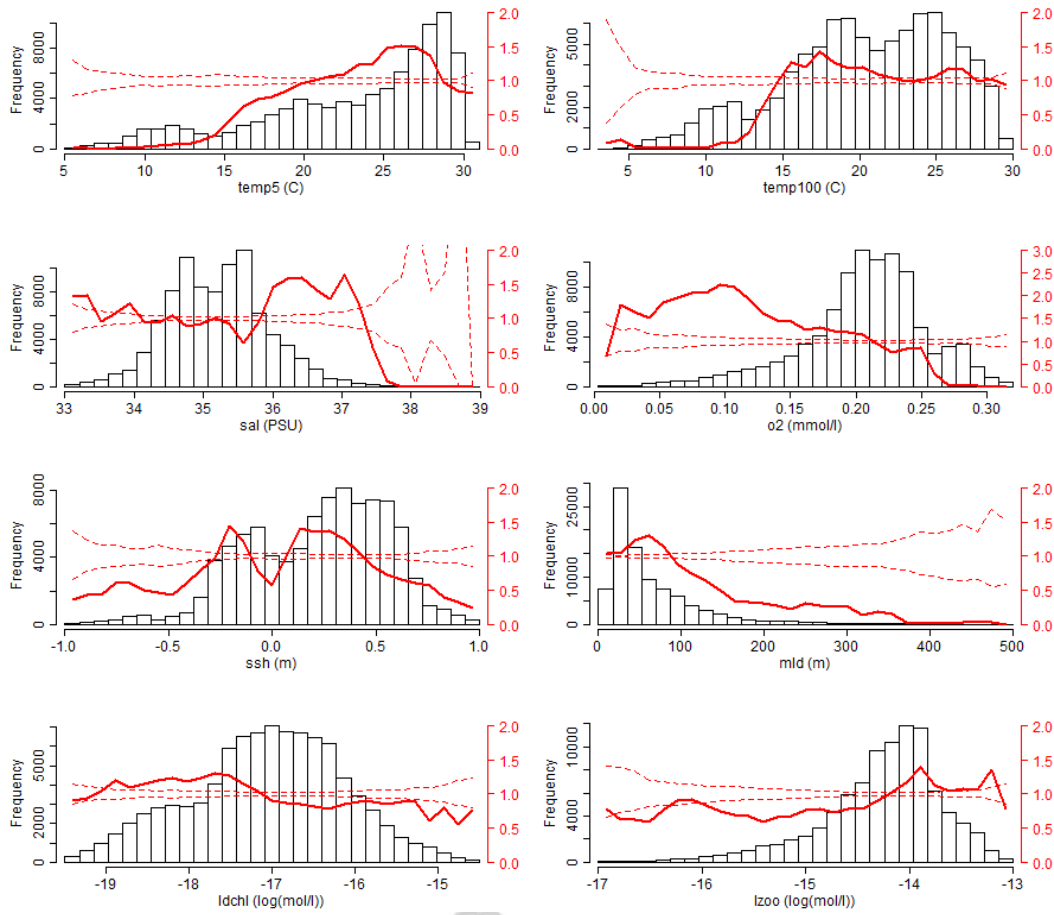 Frequency
0 4000 8000
0.0 0.5 1.0 1.5 2.0
5 10 15 20 25 30
temp5 (C)
Frequency
0 2000 5000
0.0 0.5 1.0 1.5 2.0
5 10 15 20 25 30
temp100 (C)
Frequency
0 4000 8000
0.0 0.5 1.0 1.5 2.0
33 34 35 36 37 38 39
sal (PSU)
Frequency
0 4000 8000
0.0 0.5 1.0 1.5 2.0 2.5 3.0
0.00 0.05 0.10 0.15 0.20 0.25 0.30
o2 (mmol/l)
Frequency
0 4000 8000
0.0 0.5 1.0 1.5 2.0
-1.0 -0.5 0.0 0.5 1.0
ssh (m)
Frequency
0 10000 25000
0.0 0.5 1.0 1.5 2.0
0 100 200 300 400 500
mld (m)
Frequency
0 2000 5000
0.0 0.5 1.0 1.5 2.0
-19 -18 -17 -16 -15
ldchl (log(mol/l))
Frequency
0 4000 10000
0.0 0.5 1.0 1.5 2.0
-17 -16 -15 -14 -13
lzoo (log(mol/l))